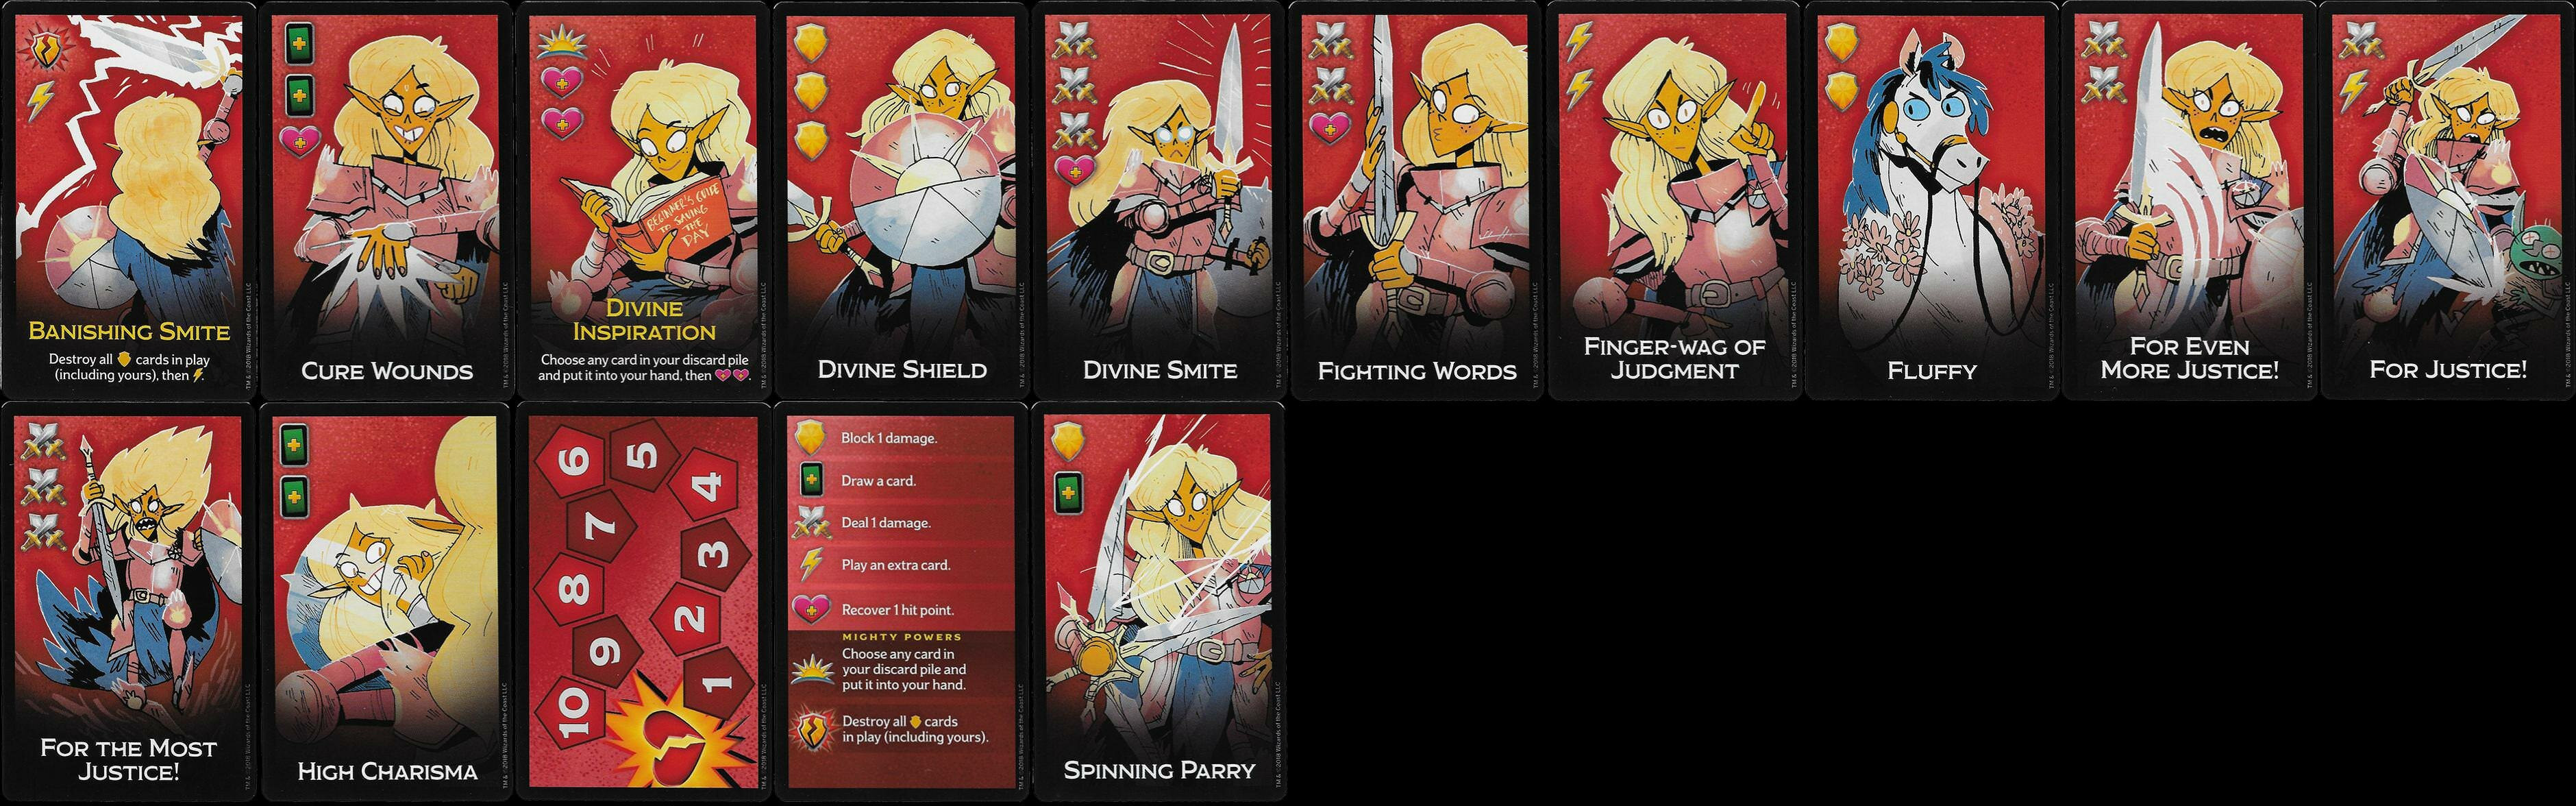 BANISHING SMITE
Destroy all cards in play
(including yours), then .
TM & ©2018 Wizards of the Coast LLC
CURE WOUNDS
TM & ©2018 Wizards of the Coast LLC
BEGINNER'S GUIDE
TO SAVING
THE
DAY
DIVINE
INSPIRATION
Choose any card in your discard pile
and put it into your hand, then .
TM & ©2018 Wizards of the Coast LLC
DIVINE SHIELD
TM & ©2018 Wizards of the Coast LLC
DIVINE SMITE
TM & ©2018 Wizards of the Coast LLC
FIGHTING WORDS
TM & ©2018 Wizards of the Coast LLC
FINGER-WAG OF
JUDGMENT
TM & ©2018 Wizards of the Coast LLC
FLUFFY
TM & ©2018 Wizards of the Coast LLC
FOR EVEN
MORE JUSTICE!
TM & ©2018 Wizards of the Coast LLC
FOR JUSTICE!
TM & ©2018 Wizards of the Coast LLC
FOR THE MOST
JUSTICE!
TM & ©2018 Wizards of the Coast LLC
HIGH CHARISMA
TM & ©2018 Wizards of the Coast LLC
10
9
8
7
6
5
4
3
2
1
Block 1 damage.
Draw a card.
Deal 1 damage.
Play an extra card.
Recover 1 hit point.
MIGHTY POWERS
Choose any card in
your discard pile and
put it into your hand.
Destroy all cards
in play (including yours).
TM & ©2018 Wizards of the Coast LLC
SPINNING PARRY
TM & ©2018 Wizards of the Coast LLC